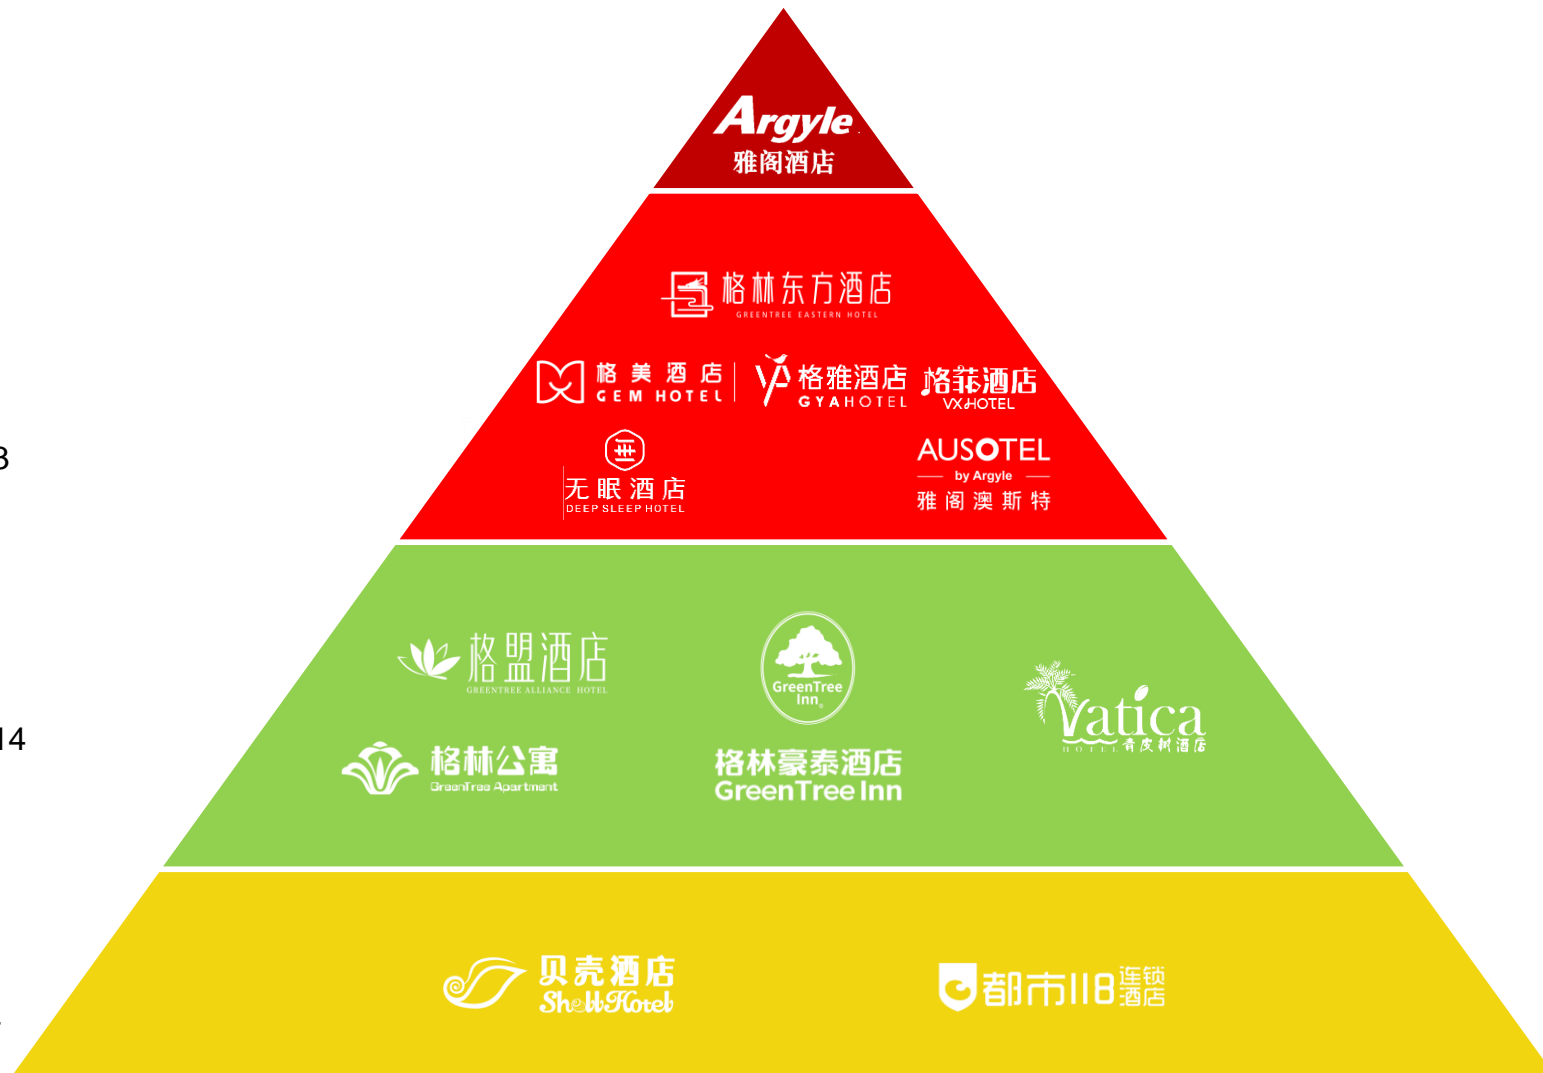 Argyle
雅阁酒店
格林东方酒店
GREENTREE EASTERN HOTEL
格美酒店
GEM HOTEL
格雅酒店
GYAHOTEL
格菲酒店
VX HOTEL
3
无眠酒店
DEEP SLEEP HOTEL
AUSOTEL
by Argyle
雅阁澳斯特
格盟酒店
GREENTREE ALLIANCE HOTEL
GreenTree
Inn
Vatica
HOTEL 青皮树酒店
14
格林公寓
GreenTree Apartment
格林豪泰酒店
GreenTree Inn
贝壳酒店
Shell Hotel
都市118连锁
酒店